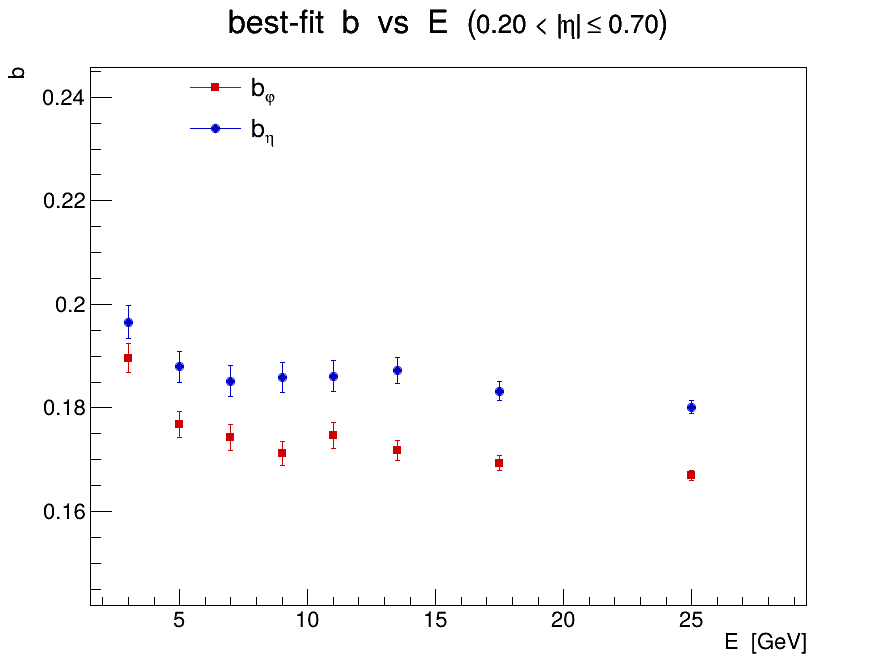 best-fit b vs E (0.20 < |η| ≤ 0.70)
b
b_φ
b_η
0.24
0.22
0.2
0.18
0.16
5 10 15 20 25
E [GeV]